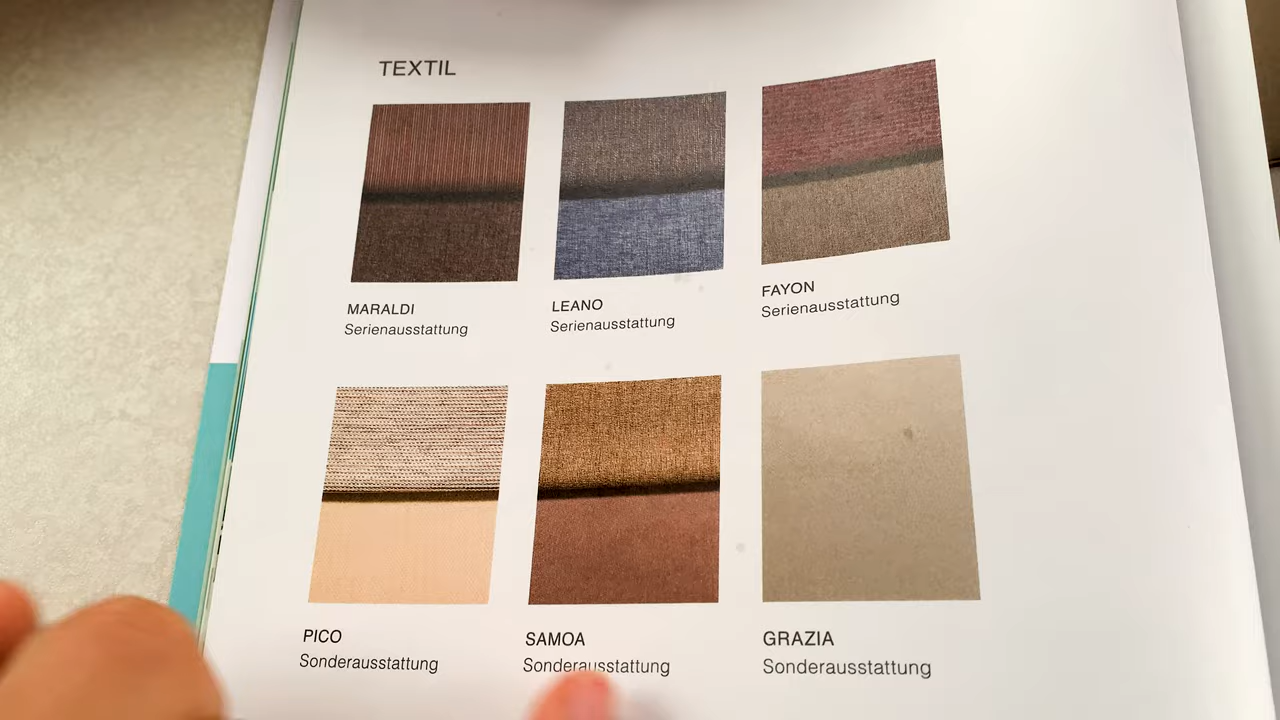 TEXTIL
MARALDI
Serienausstattung
LEANO
Serienausstattung
FAYON
Serienausstattung
PICO
Sonderausstattung
SAMOA
Sonderausstattung
GRAZIA
Sonderausstattung